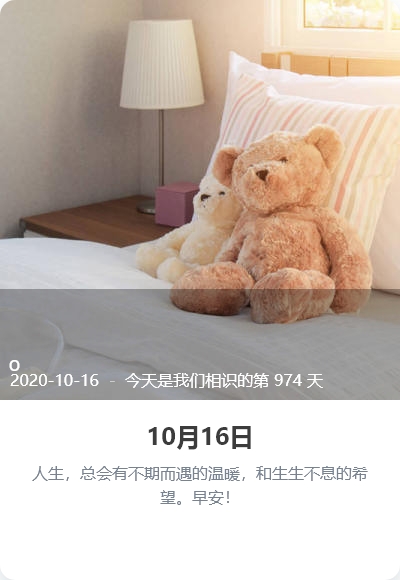 o
2020-10-16 - 今天是我们相识的第 974 天
10月16日
人生，总会有不期而遇的温暖，和生生不息的希
望。早安！